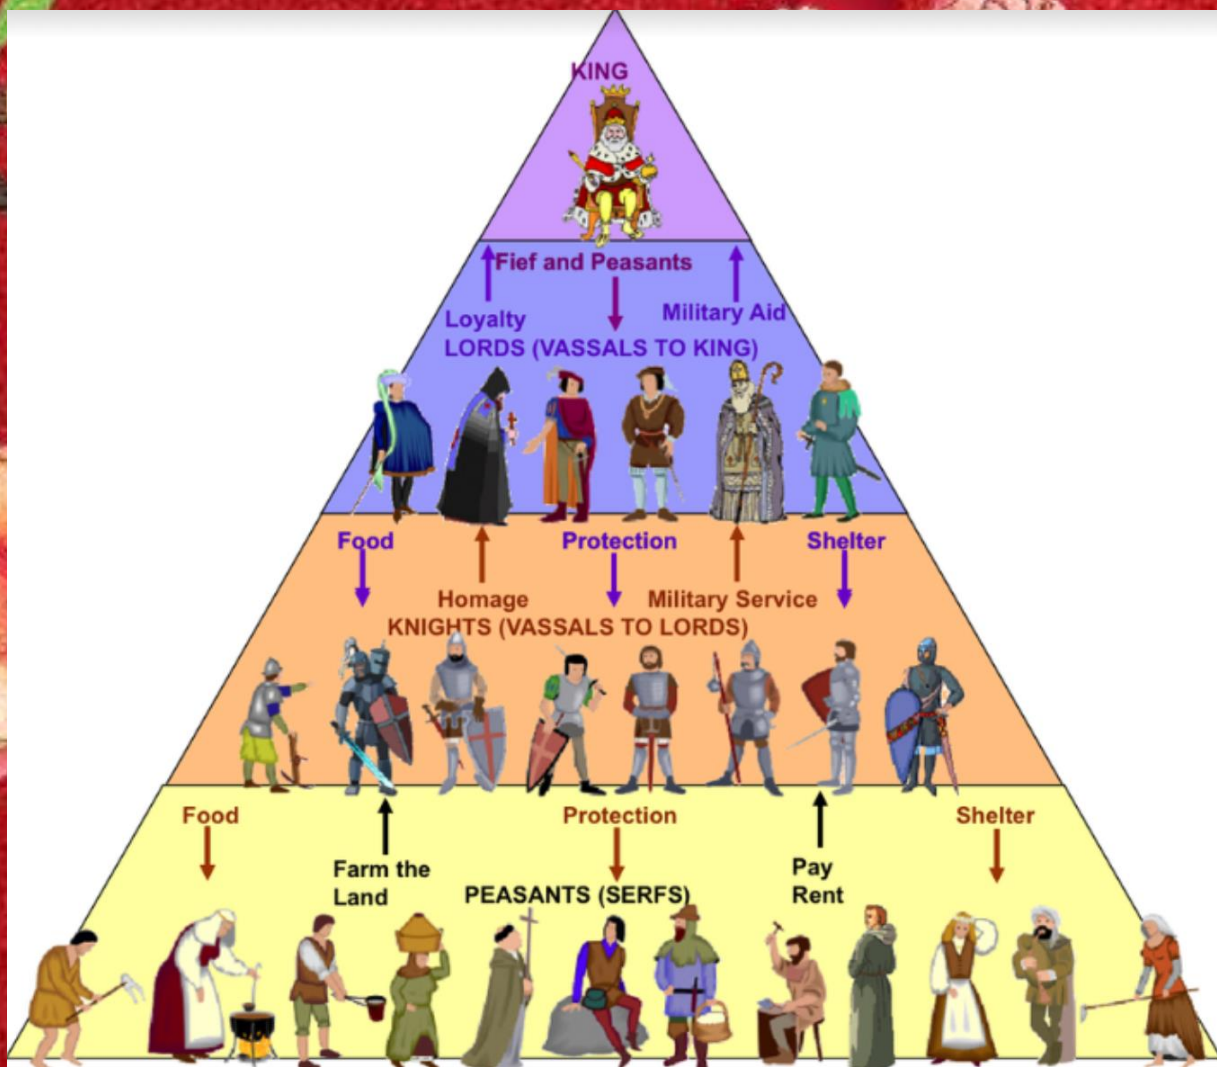 KING
Fief and Peasants
Loyalty
Military Aid
LORDS (VASSALS TO KING)
Food
Protection
Shelter
Homage
Military Service
KNIGHTS (VASSALS TO LORDS)
Food
Protection
Shelter
Farm the
Land
Pay
Rent
PEASANTS (SERFS)